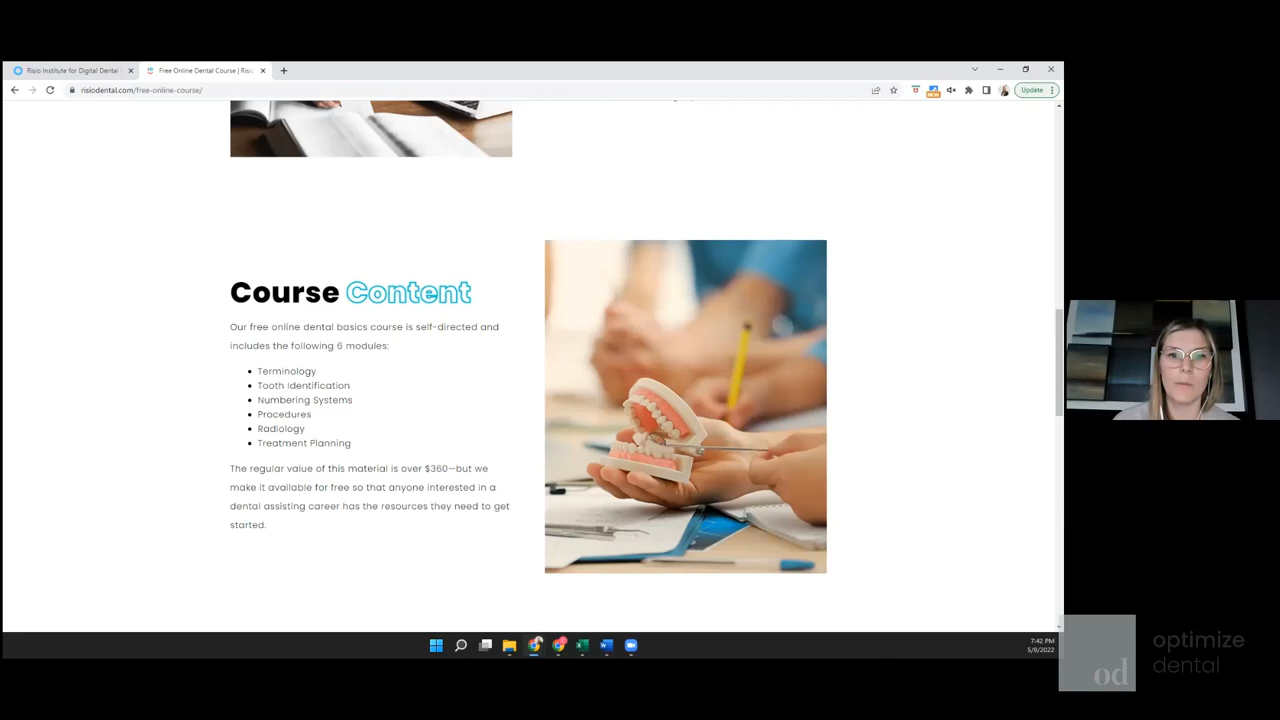 Risio Institute for Digital Dental
Free Online Dental Course | Risio
risiodental.com/free-online-course/
NEW
Update
Course Content
Our free online dental basics course is self-directed and
includes the following 6 modules:
Terminology
Tooth Identification
Numbering Systems
Procedures
Radiology
Treatment Planning
The regular value of this material is over $360—but we
make it available for free so that anyone interested in a
dental assisting career has the resources they need to get
started.
7:42 PM
5/9/2022
od
optimize
dental